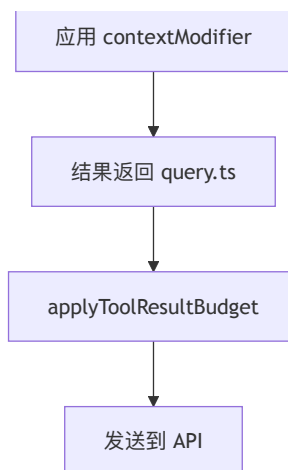 应用 contextModifier
结果返回 query.ts
applyToolResultBudget
发送到 API